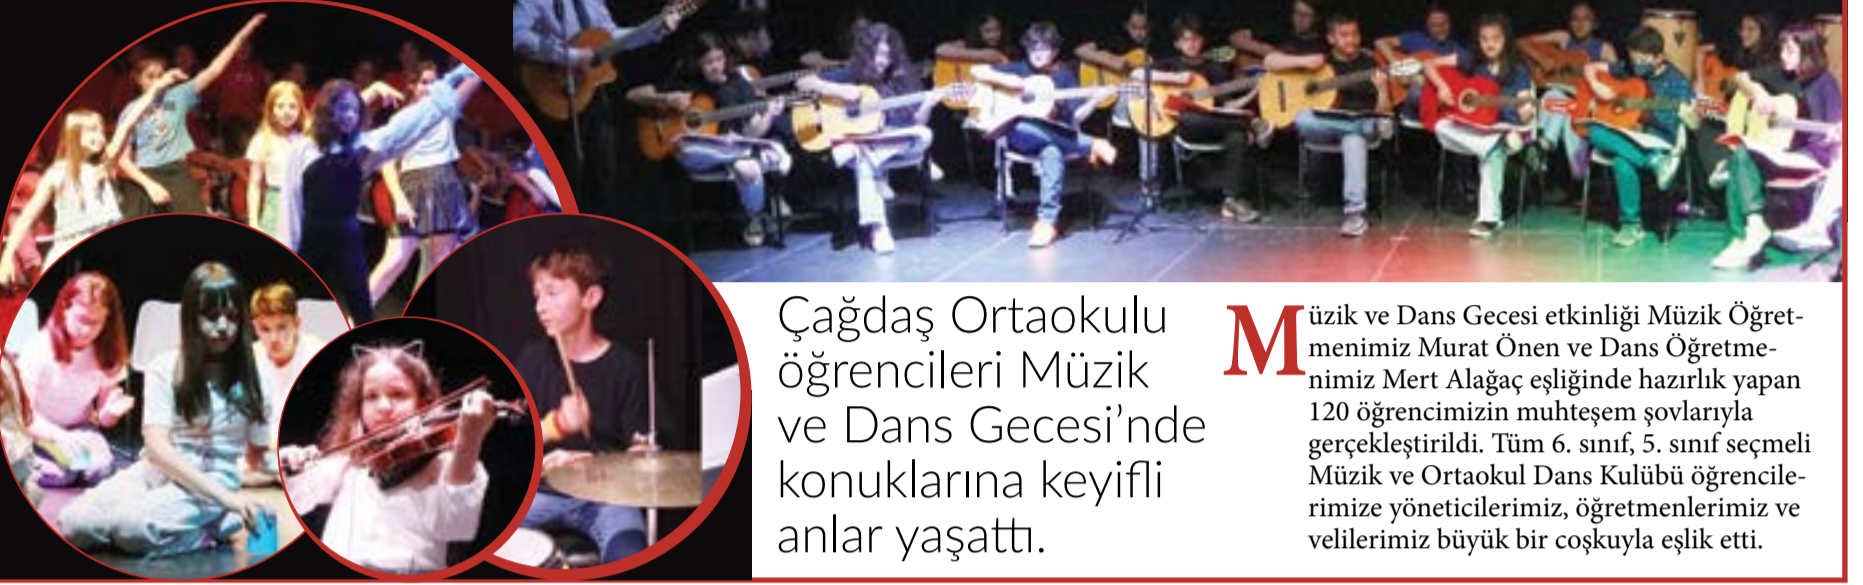 Çağdaş Ortaokulu
öğrencileri Müzik
ve Dans Gecesi’nde
konuklarına keyifli
anlar yaşattı.
Müzik ve Dans Gecesi etkinliği Müzik Öğret-
menimiz Murat Önen ve Dans Öğretme-
nimiz Mert Alağaç eşliğinde hazırlık yapan
120 öğrencimizin muhteşem şovlarıyla
gerçekleştirildi. Tüm 6. sınıf, 5. sınıf seçmeli
Müzik ve Ortaokul Dans Kulübü öğrencile-
rimize yöneticilerimiz, öğretmenlerimiz ve
velilerimiz büyük bir coşkuyla eşlik etti.